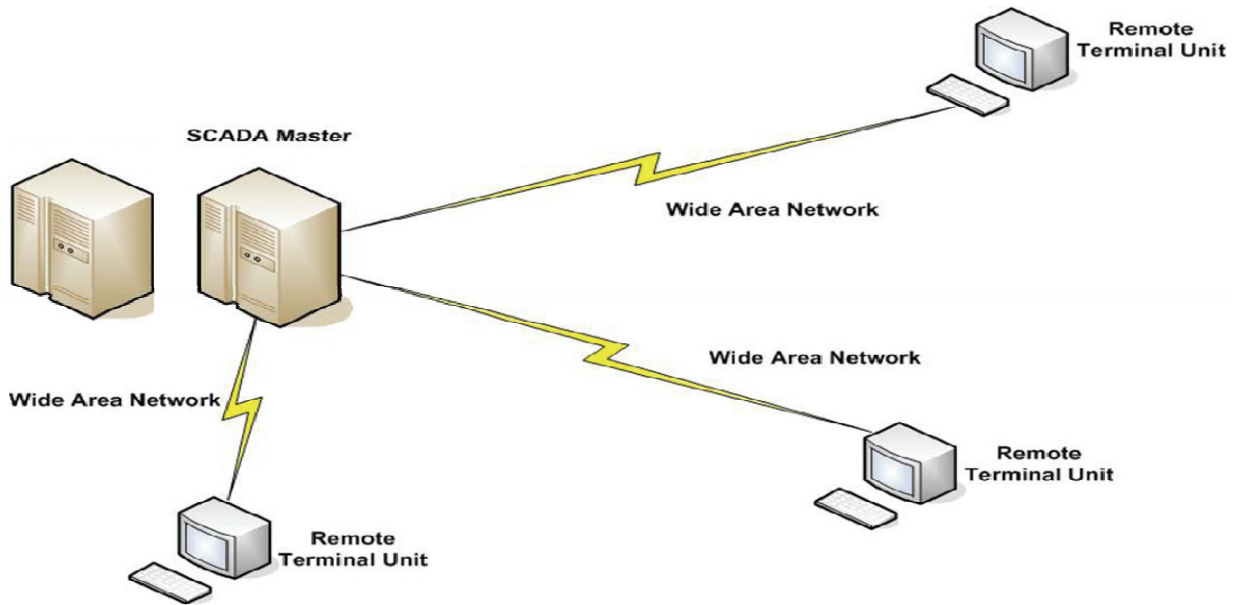 Remote
Terminal Unit
SCADA Master
Wide Area Network
Wide Area Network
Wide Area Network
Remote
Terminal Unit
Remote
Terminal Unit